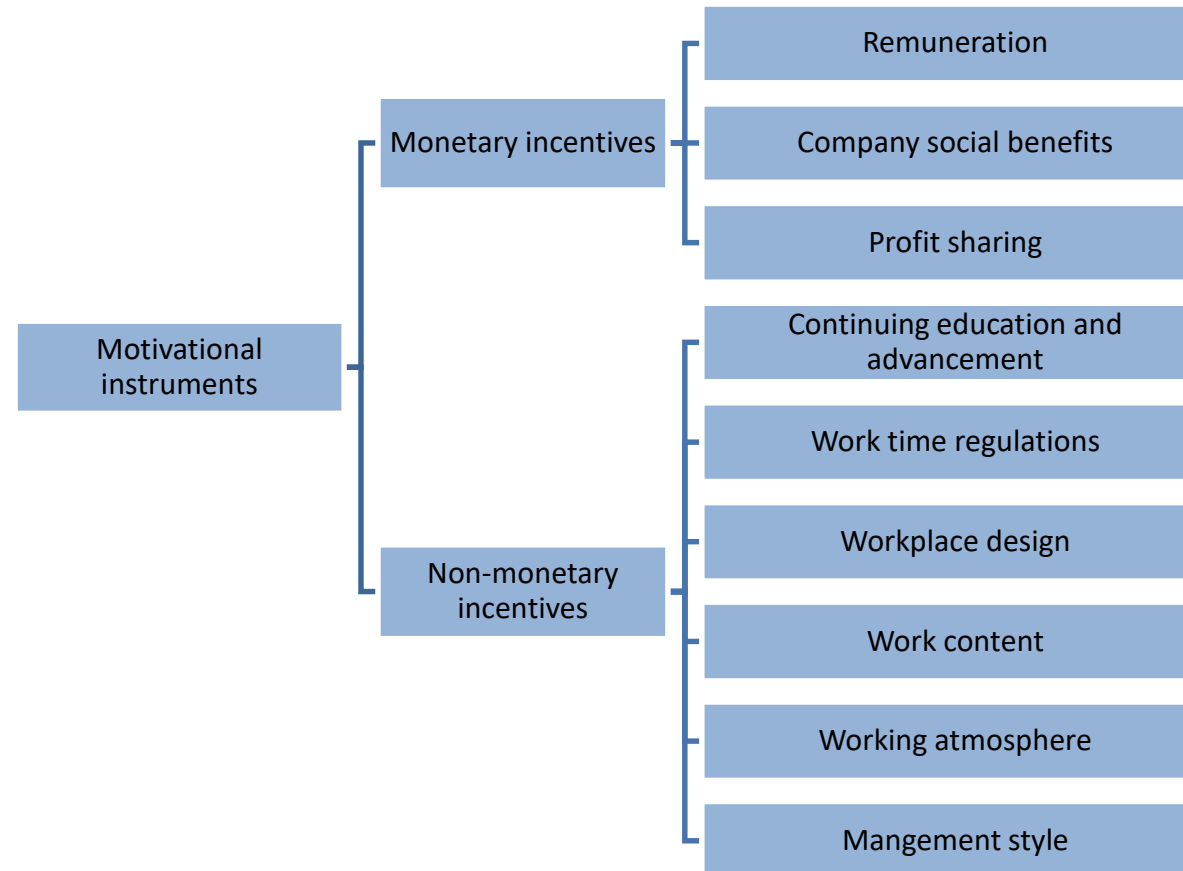 Remuneration
Monetary incentives
Company social benefits
Profit sharing
Motivational
instruments
Continuing education and
advancement
Work time regulations
Workplace design
Non-monetary
incentives
Work content
Working atmosphere
Mangement style